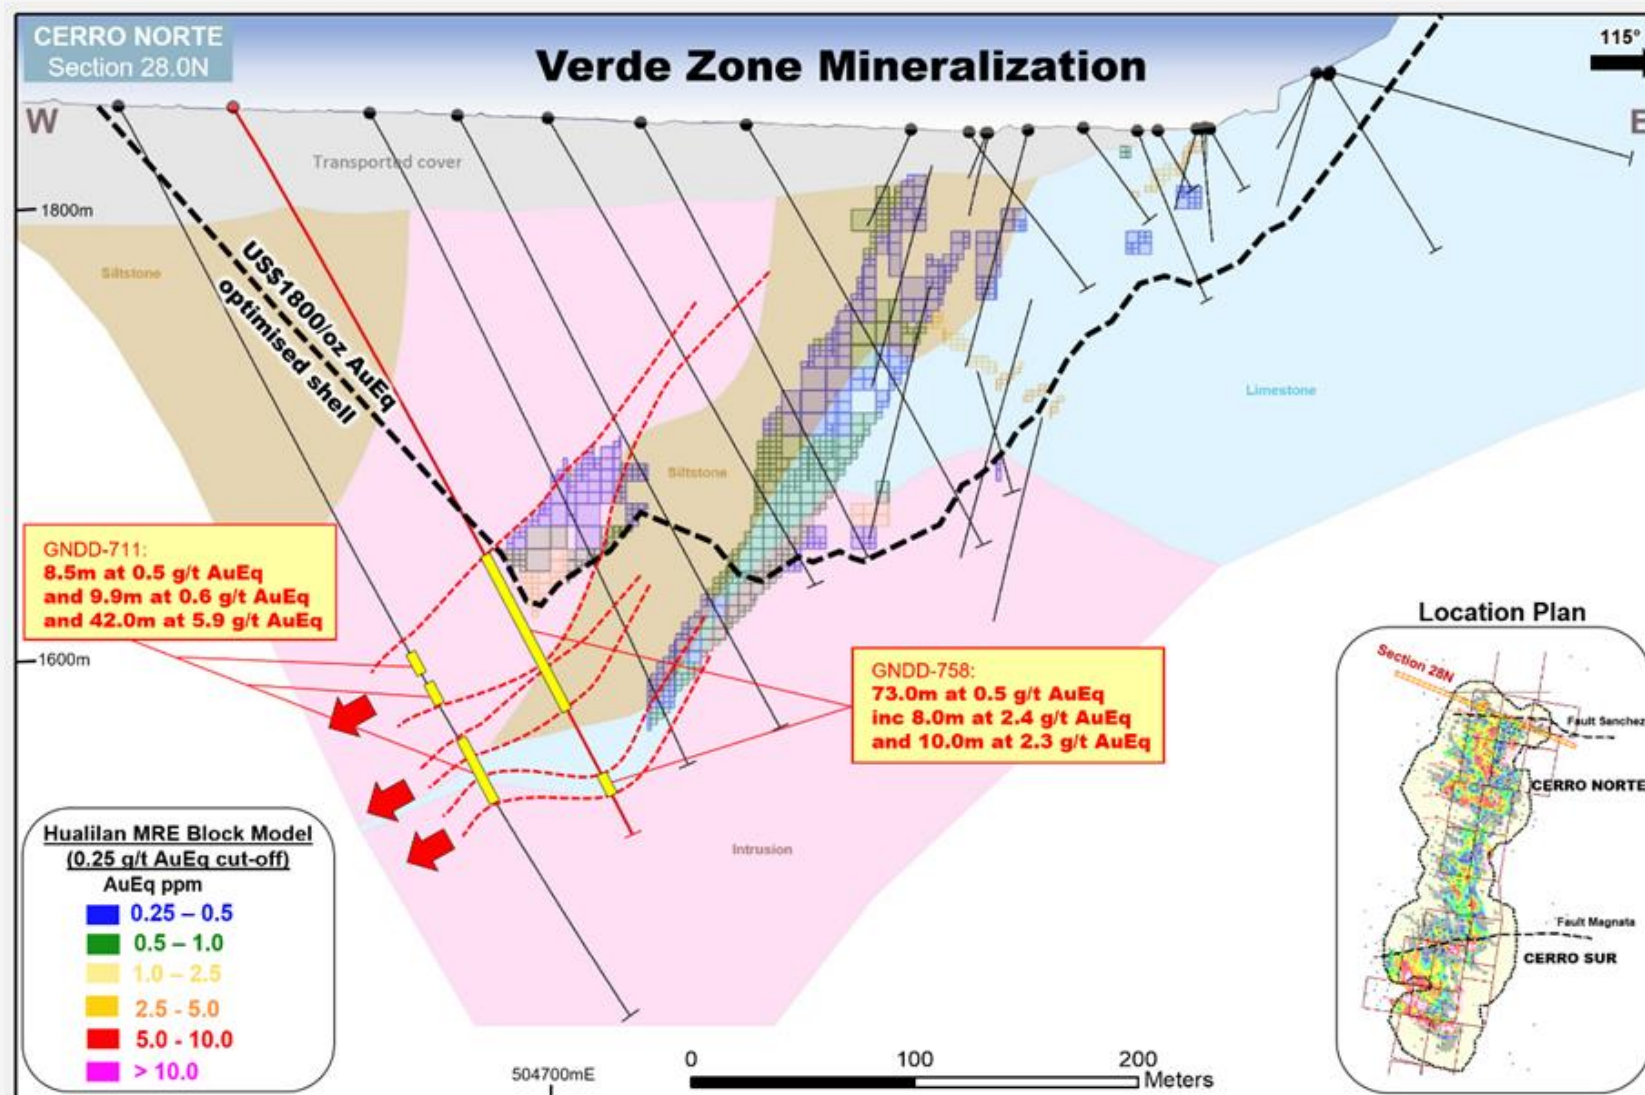 CERRO NORTE
Section 28.0N
Verde Zone Mineralization
115°
W
E
Transported cover
1800m
Siltstone
US$1800/oz AuEq
optimised shell
Limestone
Siltstone
GNDD-711:
8.5m at 0.5 g/t AuEq
and 9.9m at 0.6 g/t AuEq
and 42.0m at 5.9 g/t AuEq
1600m
GNDD-758:
73.0m at 0.5 g/t AuEq
inc 8.0m at 2.4 g/t AuEq
and 10.0m at 2.3 g/t AuEq
Intrusion
Location Plan
Section 28N
Fault Sanchez
CERRO NORTE
Fault Magnata
CERRO SUR
Hualilan MRE Block Model
(0.25 g/t AuEq cut-off)
AuEq ppm
0.25 – 0.5
0.5 – 1.0
1.0 – 2.5
2.5 - 5.0
5.0 - 10.0
> 10.0
504700mE
0 100 200
Meters